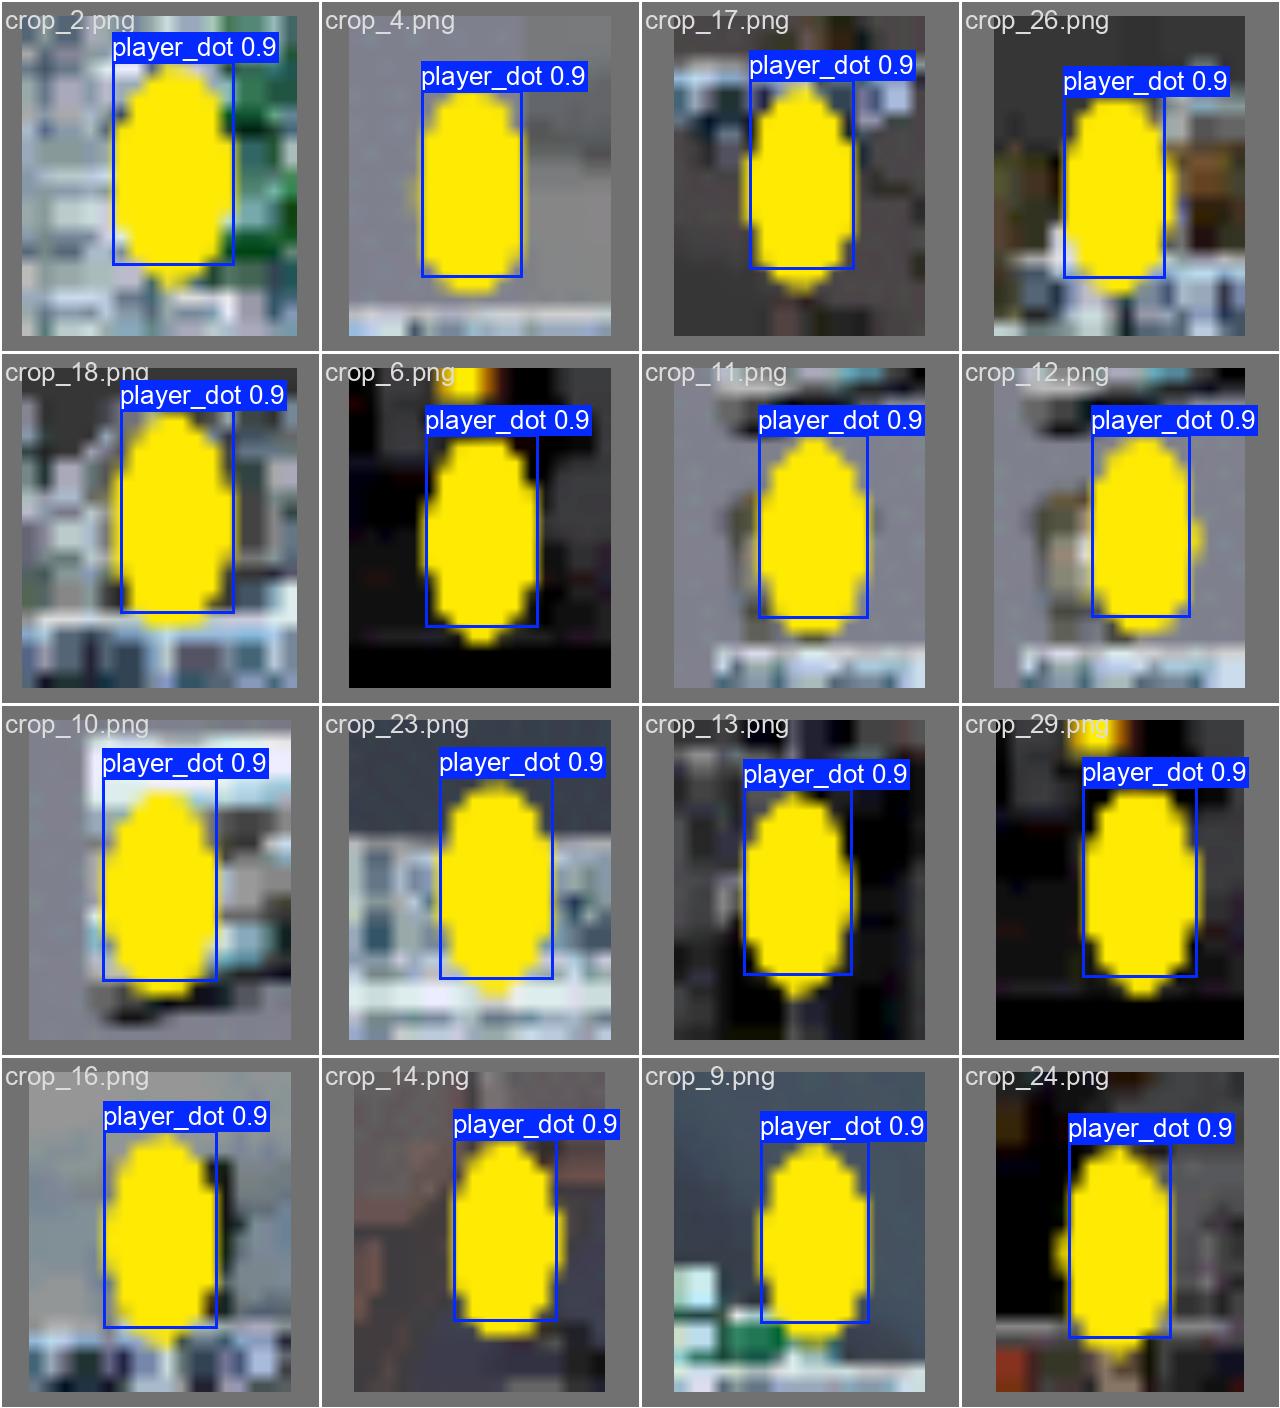 crop_2.png
player_dot 0.9
crop_4.png
player_dot 0.9
crop_17.png
player_dot 0.9
crop_26.png
player_dot 0.9
crop_18.png
player_dot 0.9
crop_6.png
player_dot 0.9
crop_11.png
player_dot 0.9
crop_12.png
player_dot 0.9
crop_10.png
player_dot 0.9
crop_23.png
player_dot 0.9
crop_13.png
player_dot 0.9
crop_29.png
player_dot 0.9
crop_16.png
player_dot 0.9
crop_14.png
player_dot 0.9
crop_9.png
player_dot 0.9
crop_24.png
player_dot 0.9